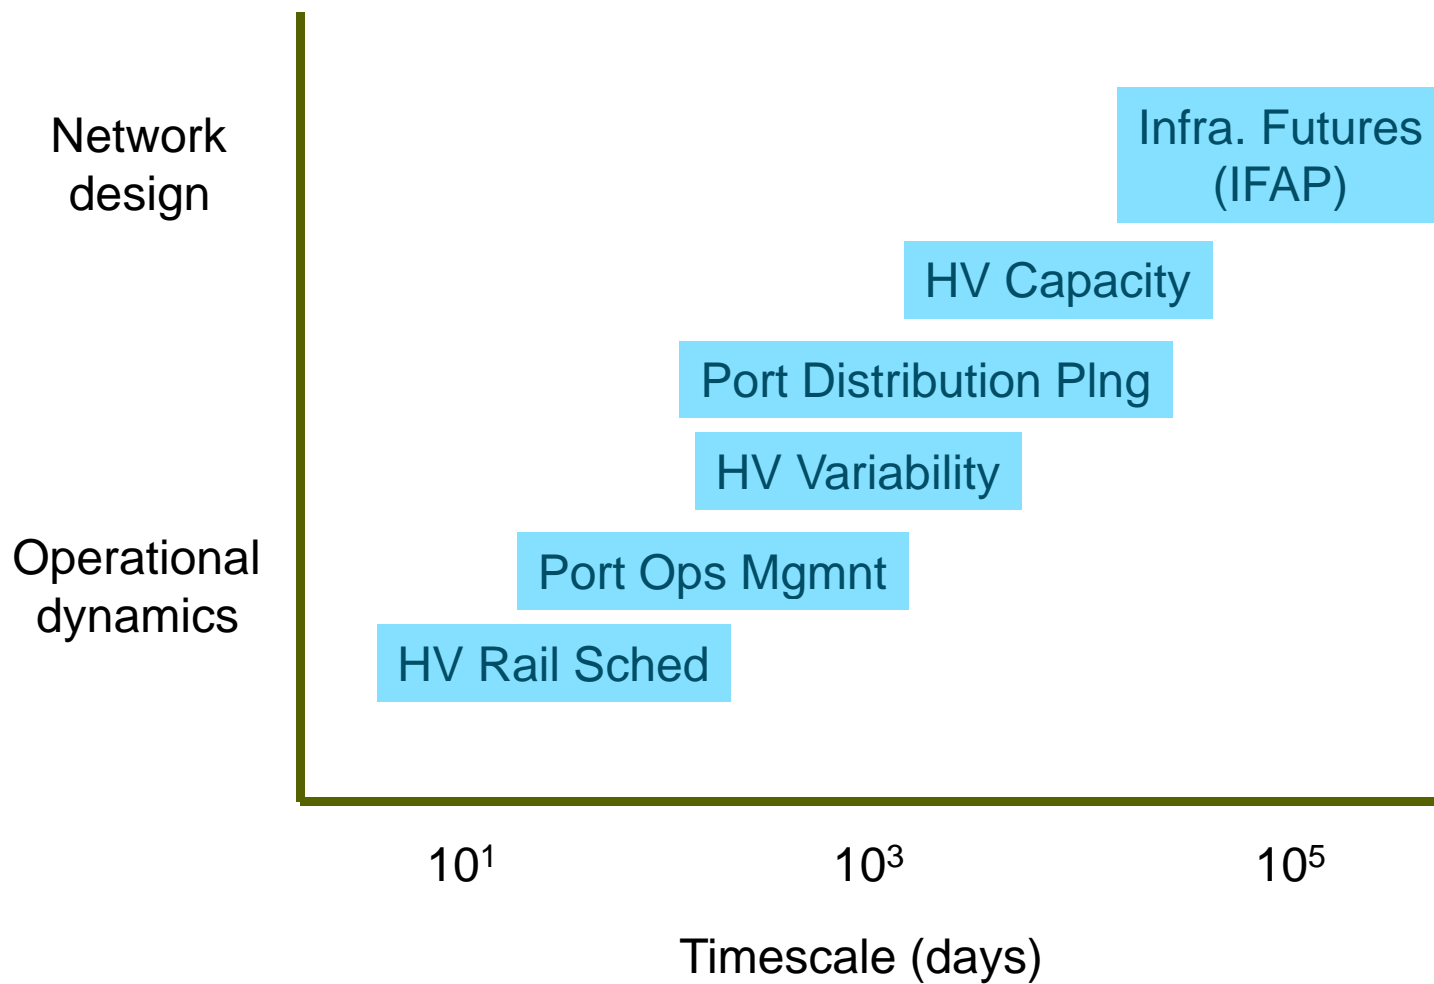 Network
design
Infra. Futures
(IFAP)
HV Capacity
Port Distribution Plng
HV Variability
Operational
dynamics
Port Ops Mgmnt
HV Rail Sched
10¹ 10³ 10⁵
Timescale (days)